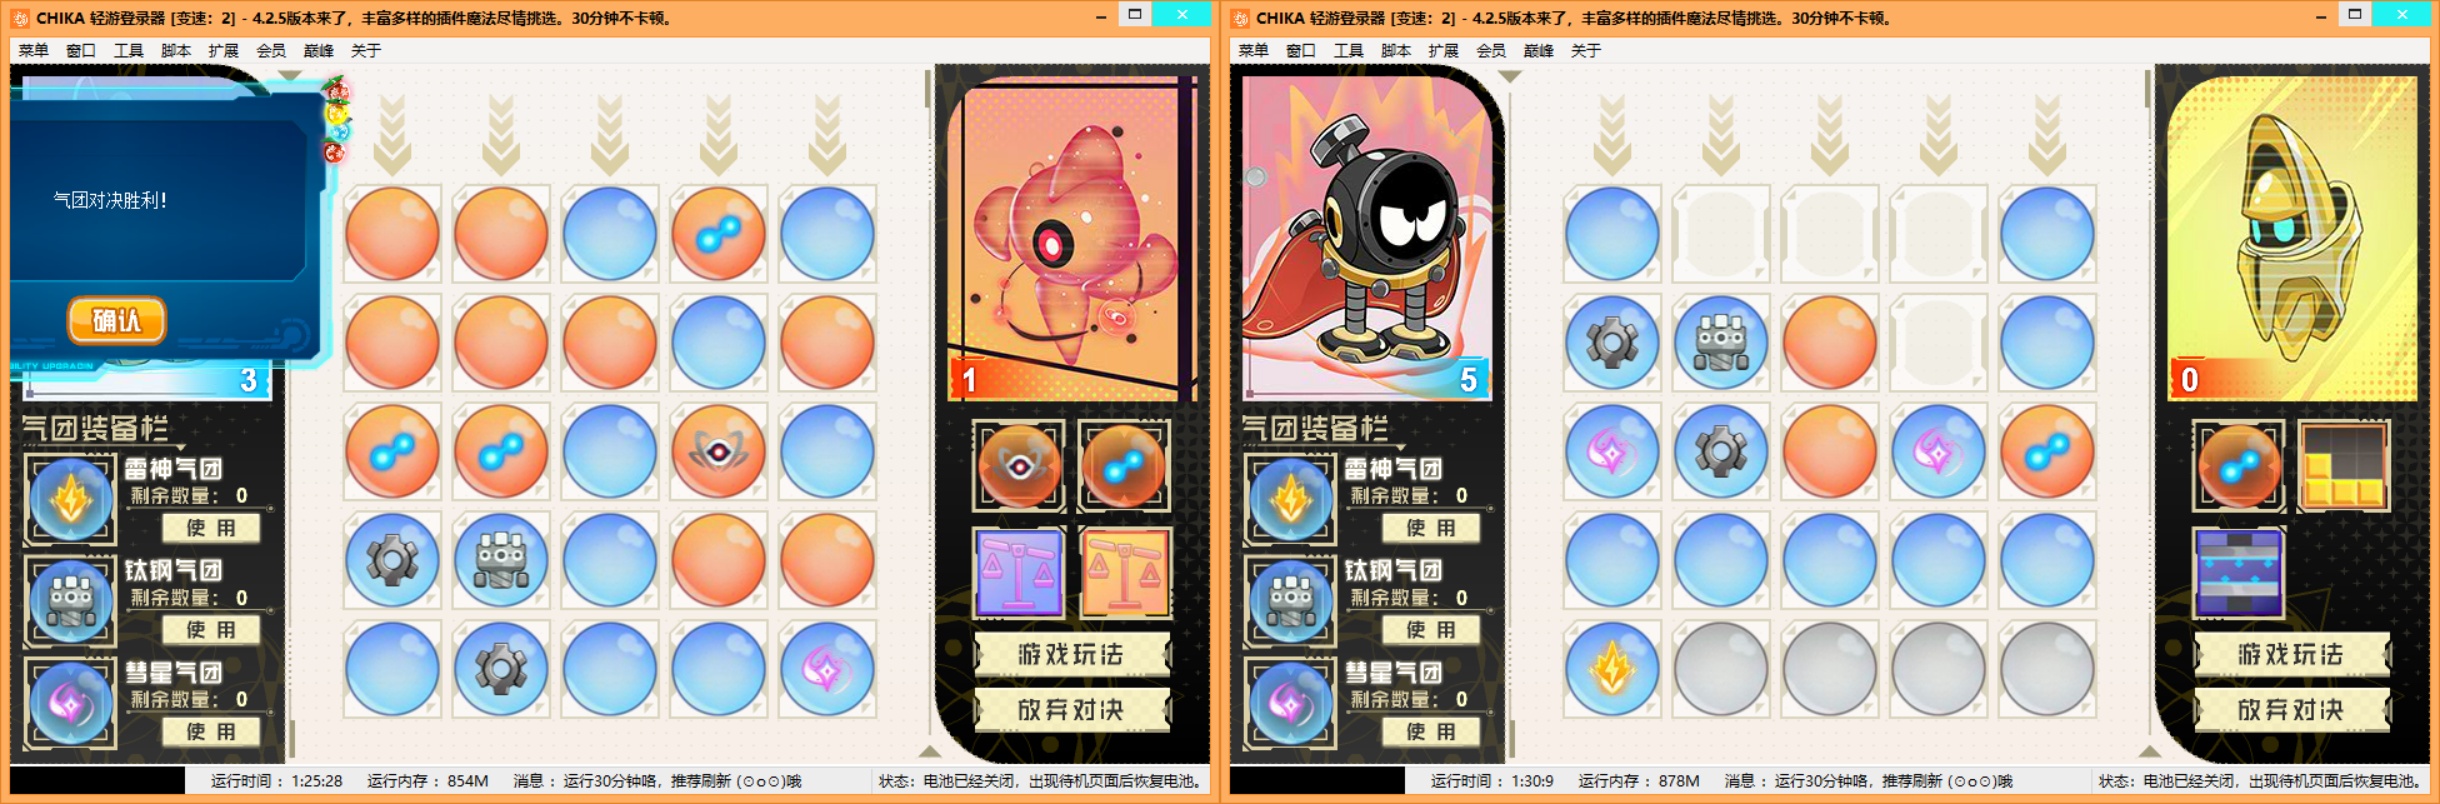 CHIKA 轻游登录器 [变速：2] - 4.2.5版本来了，丰富多样的插件魔法尽情挑选。30分钟不卡顿。
菜单 窗口 工具 脚本 扩展 会员 巅峰 关于
气团对决胜利!
确认
ILITY UPGRADIN
3
气团装备栏
雷神气团
剩余数量： 0
使用
钛钢气团
剩余数量： 0
使用
彗星气团
剩余数量： 0
使用
1
游戏玩法
放弃对决
运行时间 ：1:25:28 运行内存 ：854M 消息 ：运行30分钟咯，推荐刷新 (⊙o⊙)哦 状态：电池已经关闭，出现待机页面后恢复电池。
CHIKA 轻游登录器 [变速：2] - 4.2.5版本来了，丰富多样的插件魔法尽情挑选。30分钟不卡顿。
菜单 窗口 工具 脚本 扩展 会员 巅峰 关于
5
气团装备栏
雷神气团
剩余数量： 0
使用
钛钢气团
剩余数量： 0
使用
彗星气团
剩余数量： 0
使用
0
游戏玩法
放弃对决
运行时间 ：1:30:9 运行内存 ：878M 消息 ：运行30分钟咯，推荐刷新 (⊙o⊙)哦 状态：电池已经关闭，出现待机页面后恢复电池。